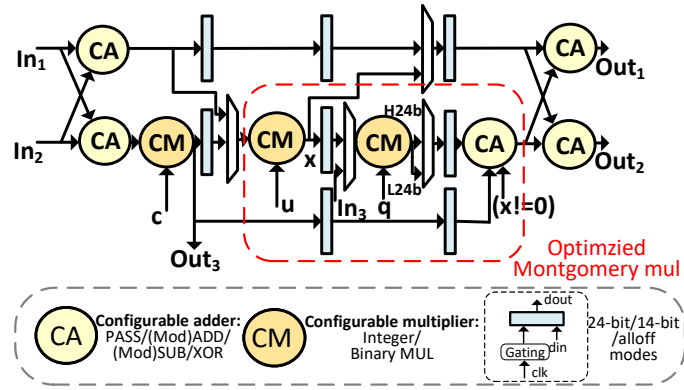 CA
CA
In₁
Out₁
CA
CM
CM
CM
CA
CA
H24b
L24b
In₂
Out₂
x
c
u
In₃
q
(x!=0)
Out₃
Optimzied
Montgomery mul
CA
Configurable adder:
PASS/(Mod)ADD/
(Mod)SUB/XOR
CM
Configurable multiplier:
Integer/
Binary MUL
dout
Gating
din
clk
24-bit/14-bit
/alloff
modes